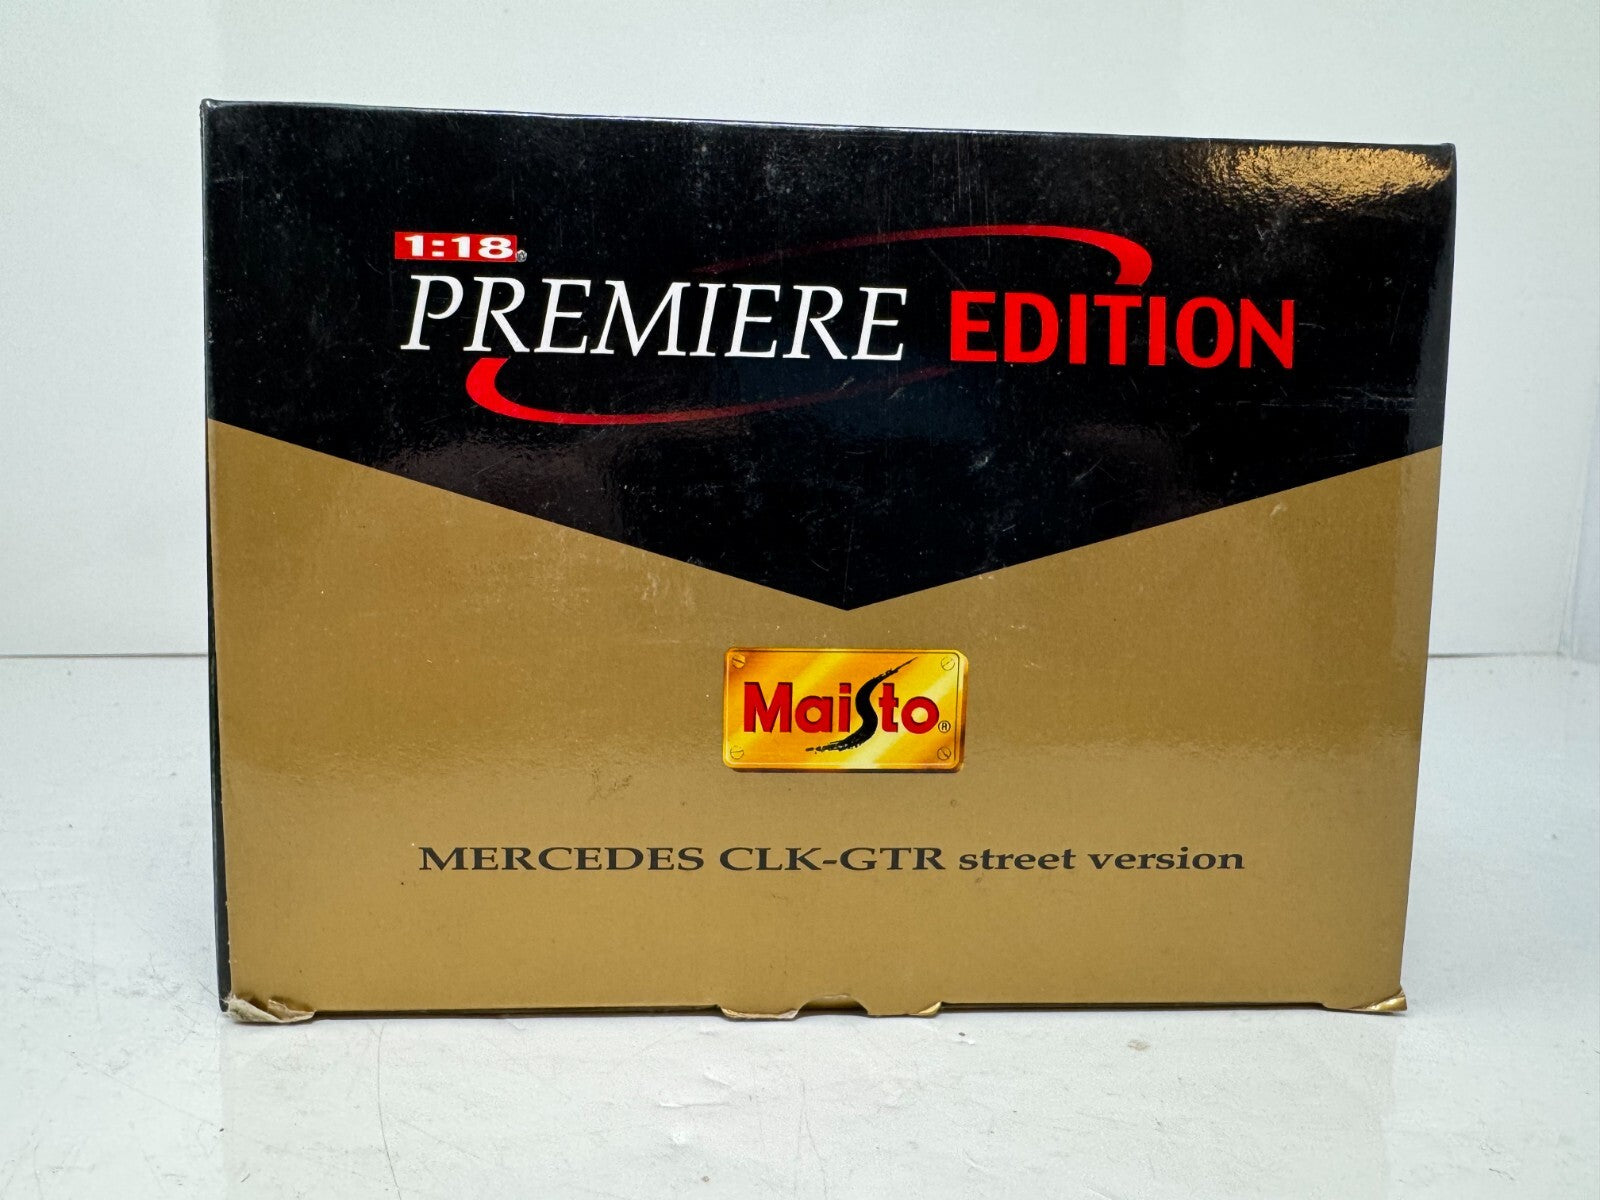 1:18®
PREMIERE EDITION
Maisto®
MERCEDES CLK-GTR street version